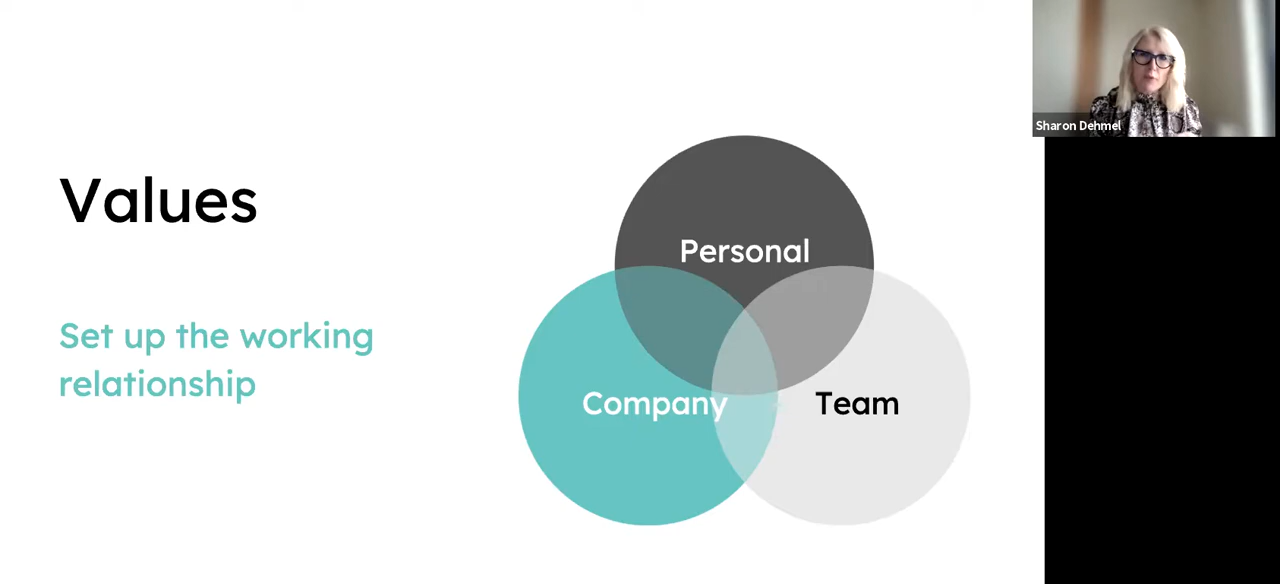 Values
Set up the working
relationship
Personal
Company
Team
Sharon Dehmel